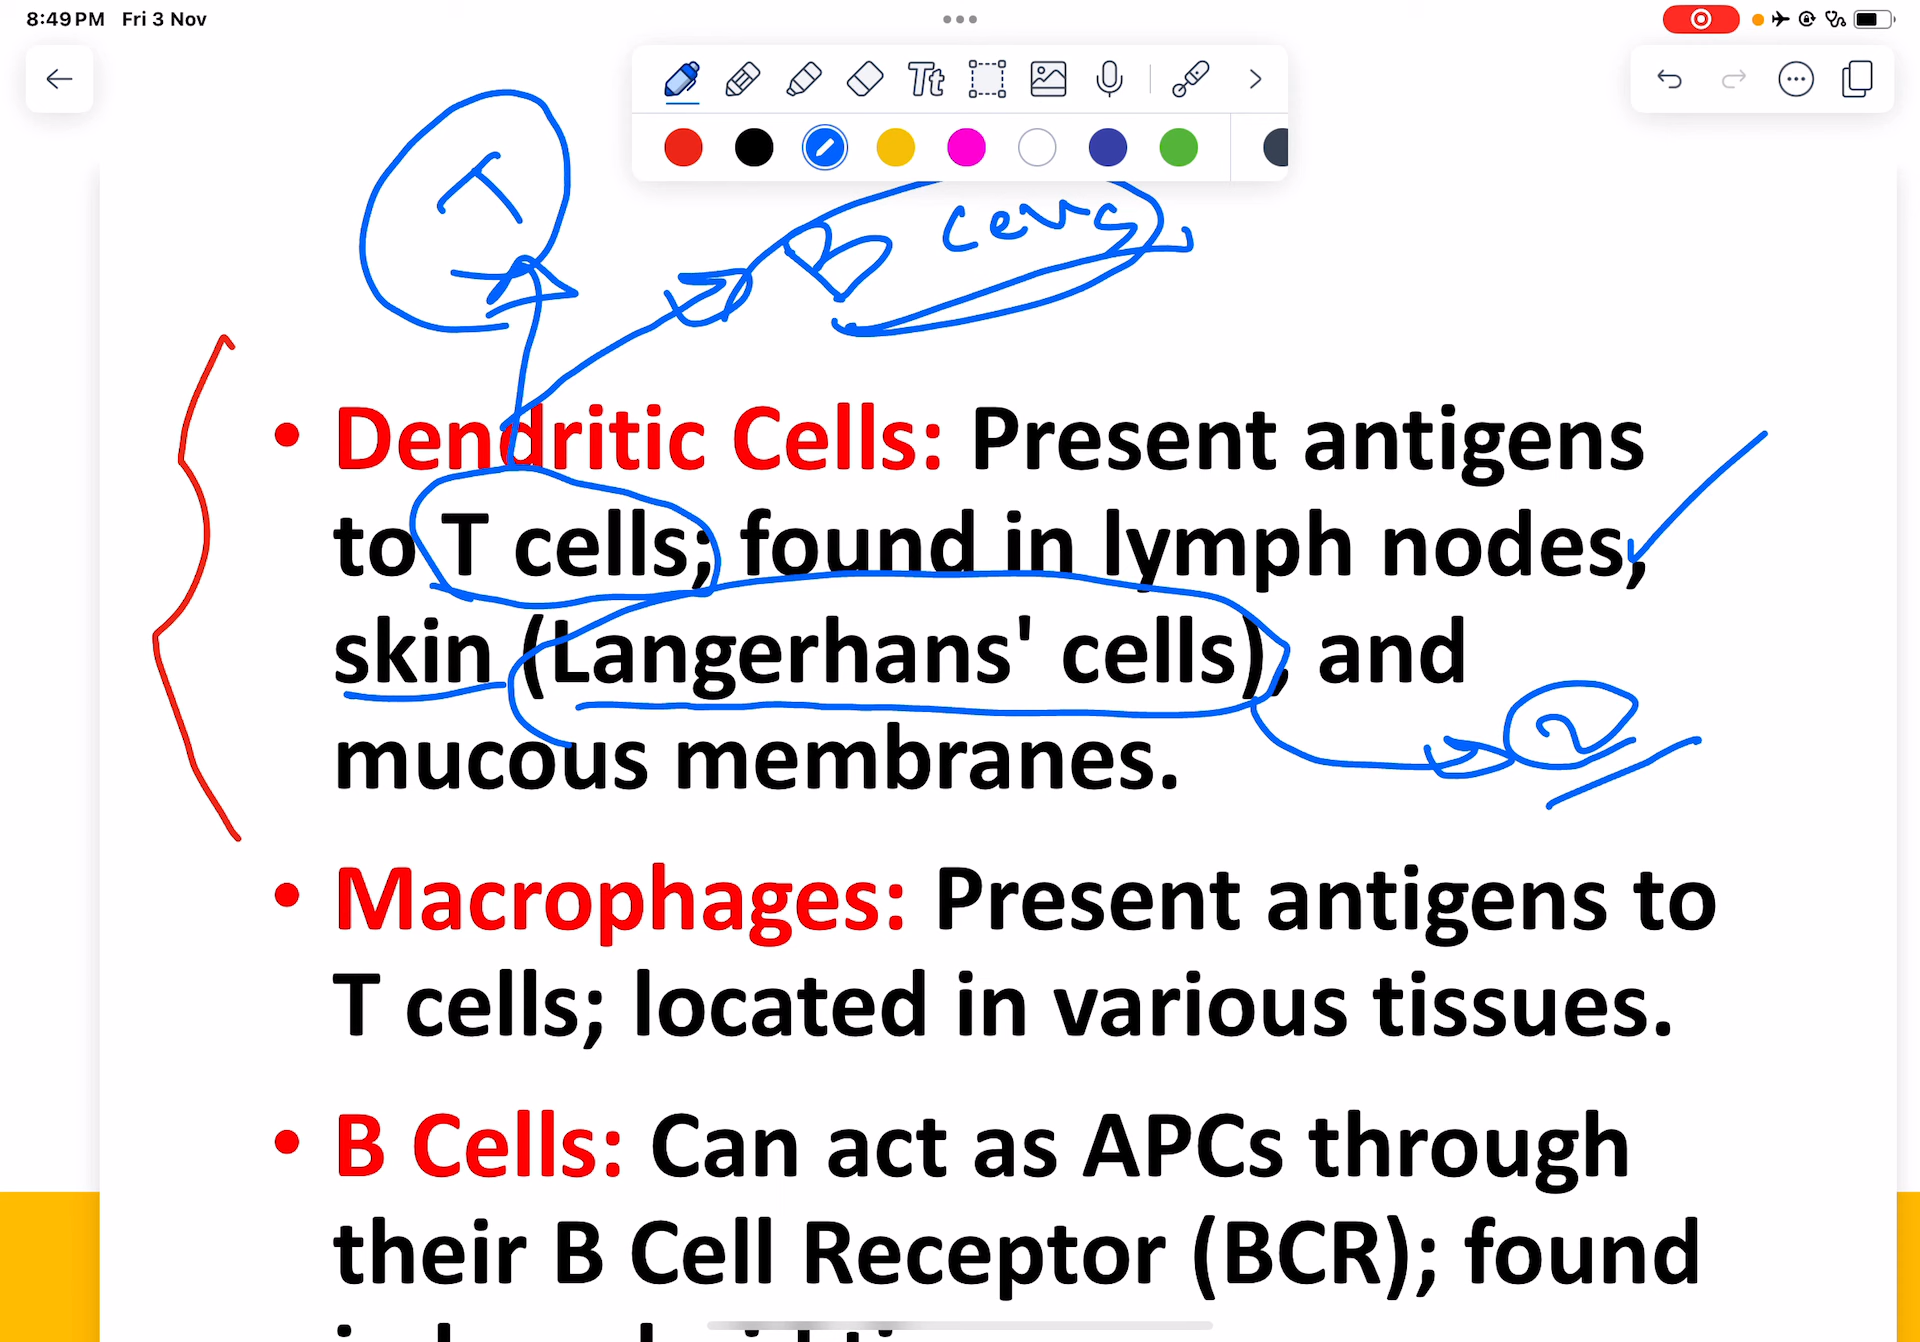 8:49 PM Fri 3 Nov
Tt
T
B cells
• Dendritic Cells: Present antigens
to T cells; found in lymph nodes,
skin (Langerhans' cells), and
mucous membranes.
2
• Macrophages: Present antigens to
T cells; located in various tissues.
• B Cells: Can act as APCs through
their B Cell Receptor (BCR); found